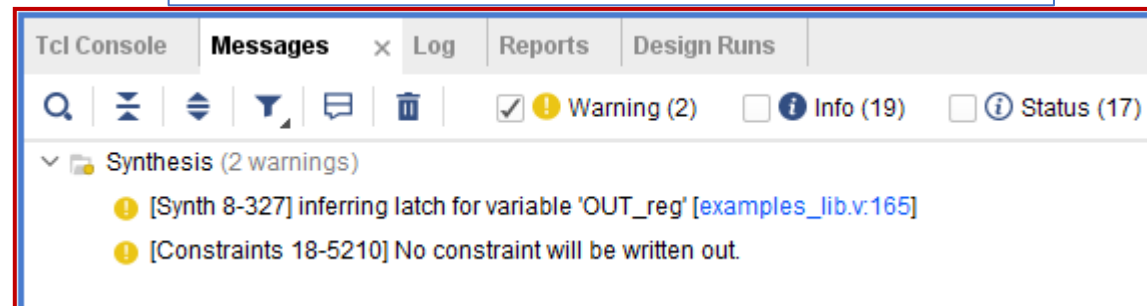 Tcl Console Messages × Log Reports Design Runs
Warning (2) Info (19) Status (17)
Synthesis (2 warnings)
[Synth 8-327] inferring latch for variable 'OUT_reg' [examples_lib.v:165]
[Constraints 18-5210] No constraint will be written out.